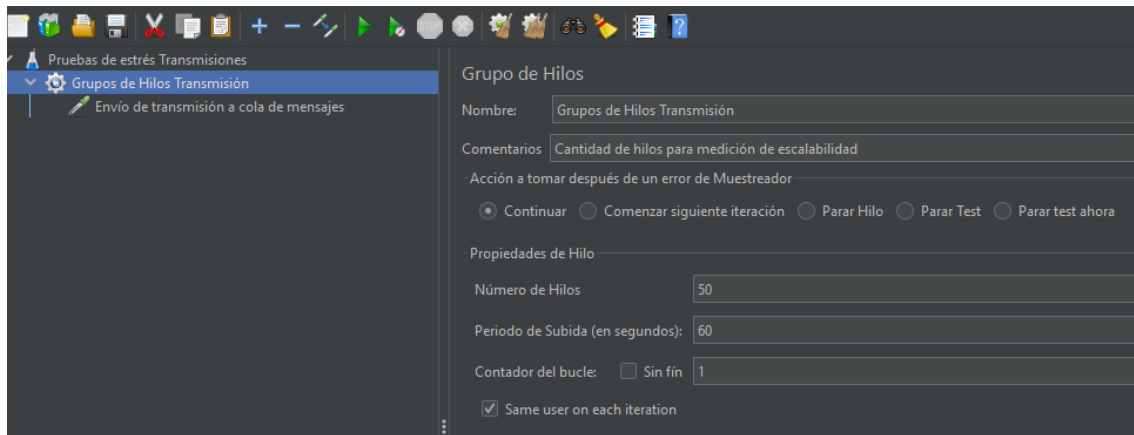 STOP
Pruebas de estrés Transmisiones
Grupos de Hilos Transmisión
Envío de transmisión a cola de mensajes
Grupo de Hilos
Nombre: Grupos de Hilos Transmisión
Comentarios Cantidad de hilos para medición de escalabilidad
Acción a tomar después de un error de Muestreador
Continuar Comenzar siguiente iteración Parar Hilo Parar Test Parar test ahora
Propiedades de Hilo
Número de Hilos 50
Periodo de Subida (en segundos): 60
Contador del bucle: Sin fín 1
Same user on each iteration